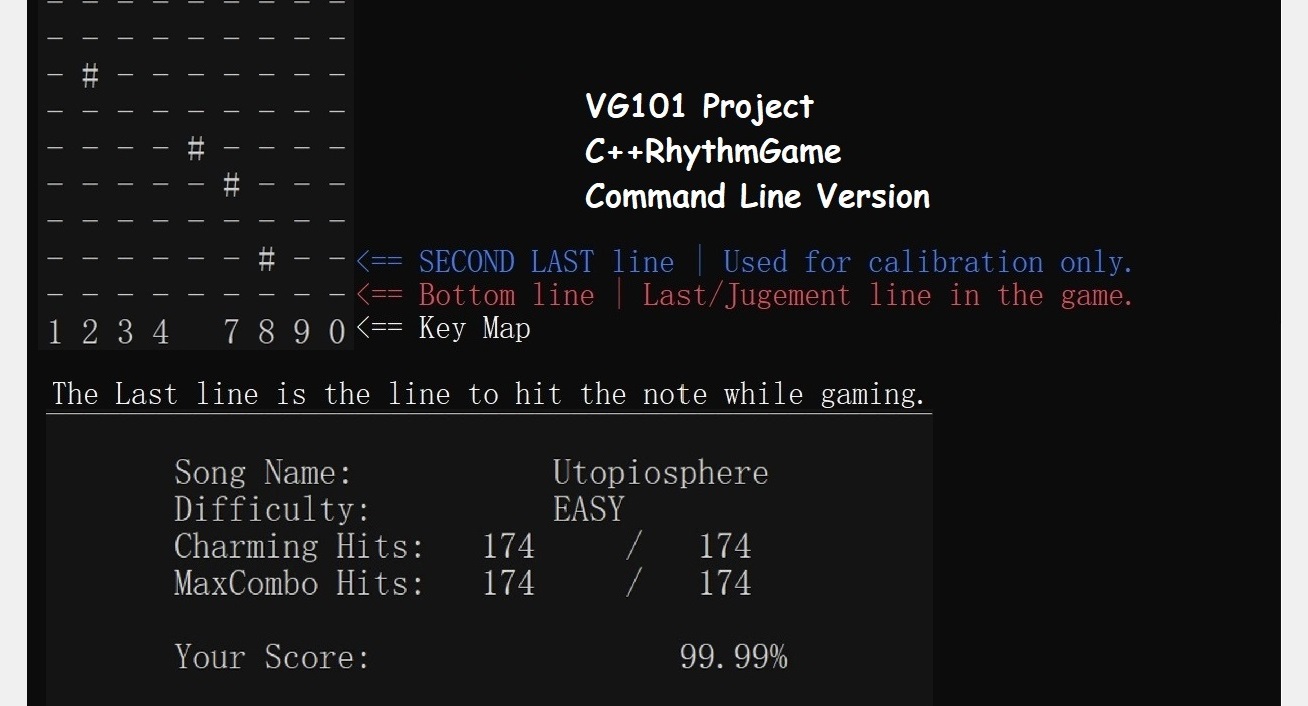 - - - - - - - - -
- - - - - - - - -
- # - - - - - - -
- - - - - - - - -
- - - - # - - - -
- - - - - # - - -
- - - - - - - - -
- - - - - - # - - <== SECOND LAST line | Used for calibration only.
- - - - - - - - - <== Bottom line | Last/Jugement line in the game.
1 2 3 4   7 8 9 0 <== Key Map
VG101 Project
C++RhythmGame
Command Line Version
The Last line is the line to hit the note while gaming.
Song Name: Utopiosphere
Difficulty: EASY
Charming Hits: 174 / 174
MaxCombo Hits: 174 / 174
Your Score: 99.99%